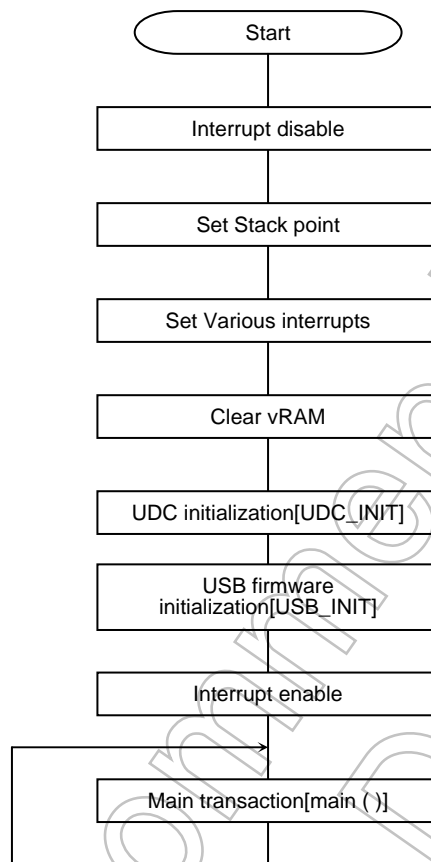 Start
Interrupt disable
Set Stack point
Set Various interrupts
Clear vRAM
UDC initialization[UDC_INIT]
USB firmware
initialization[USB_INIT]
Interrupt enable
Main transaction[main ( )]